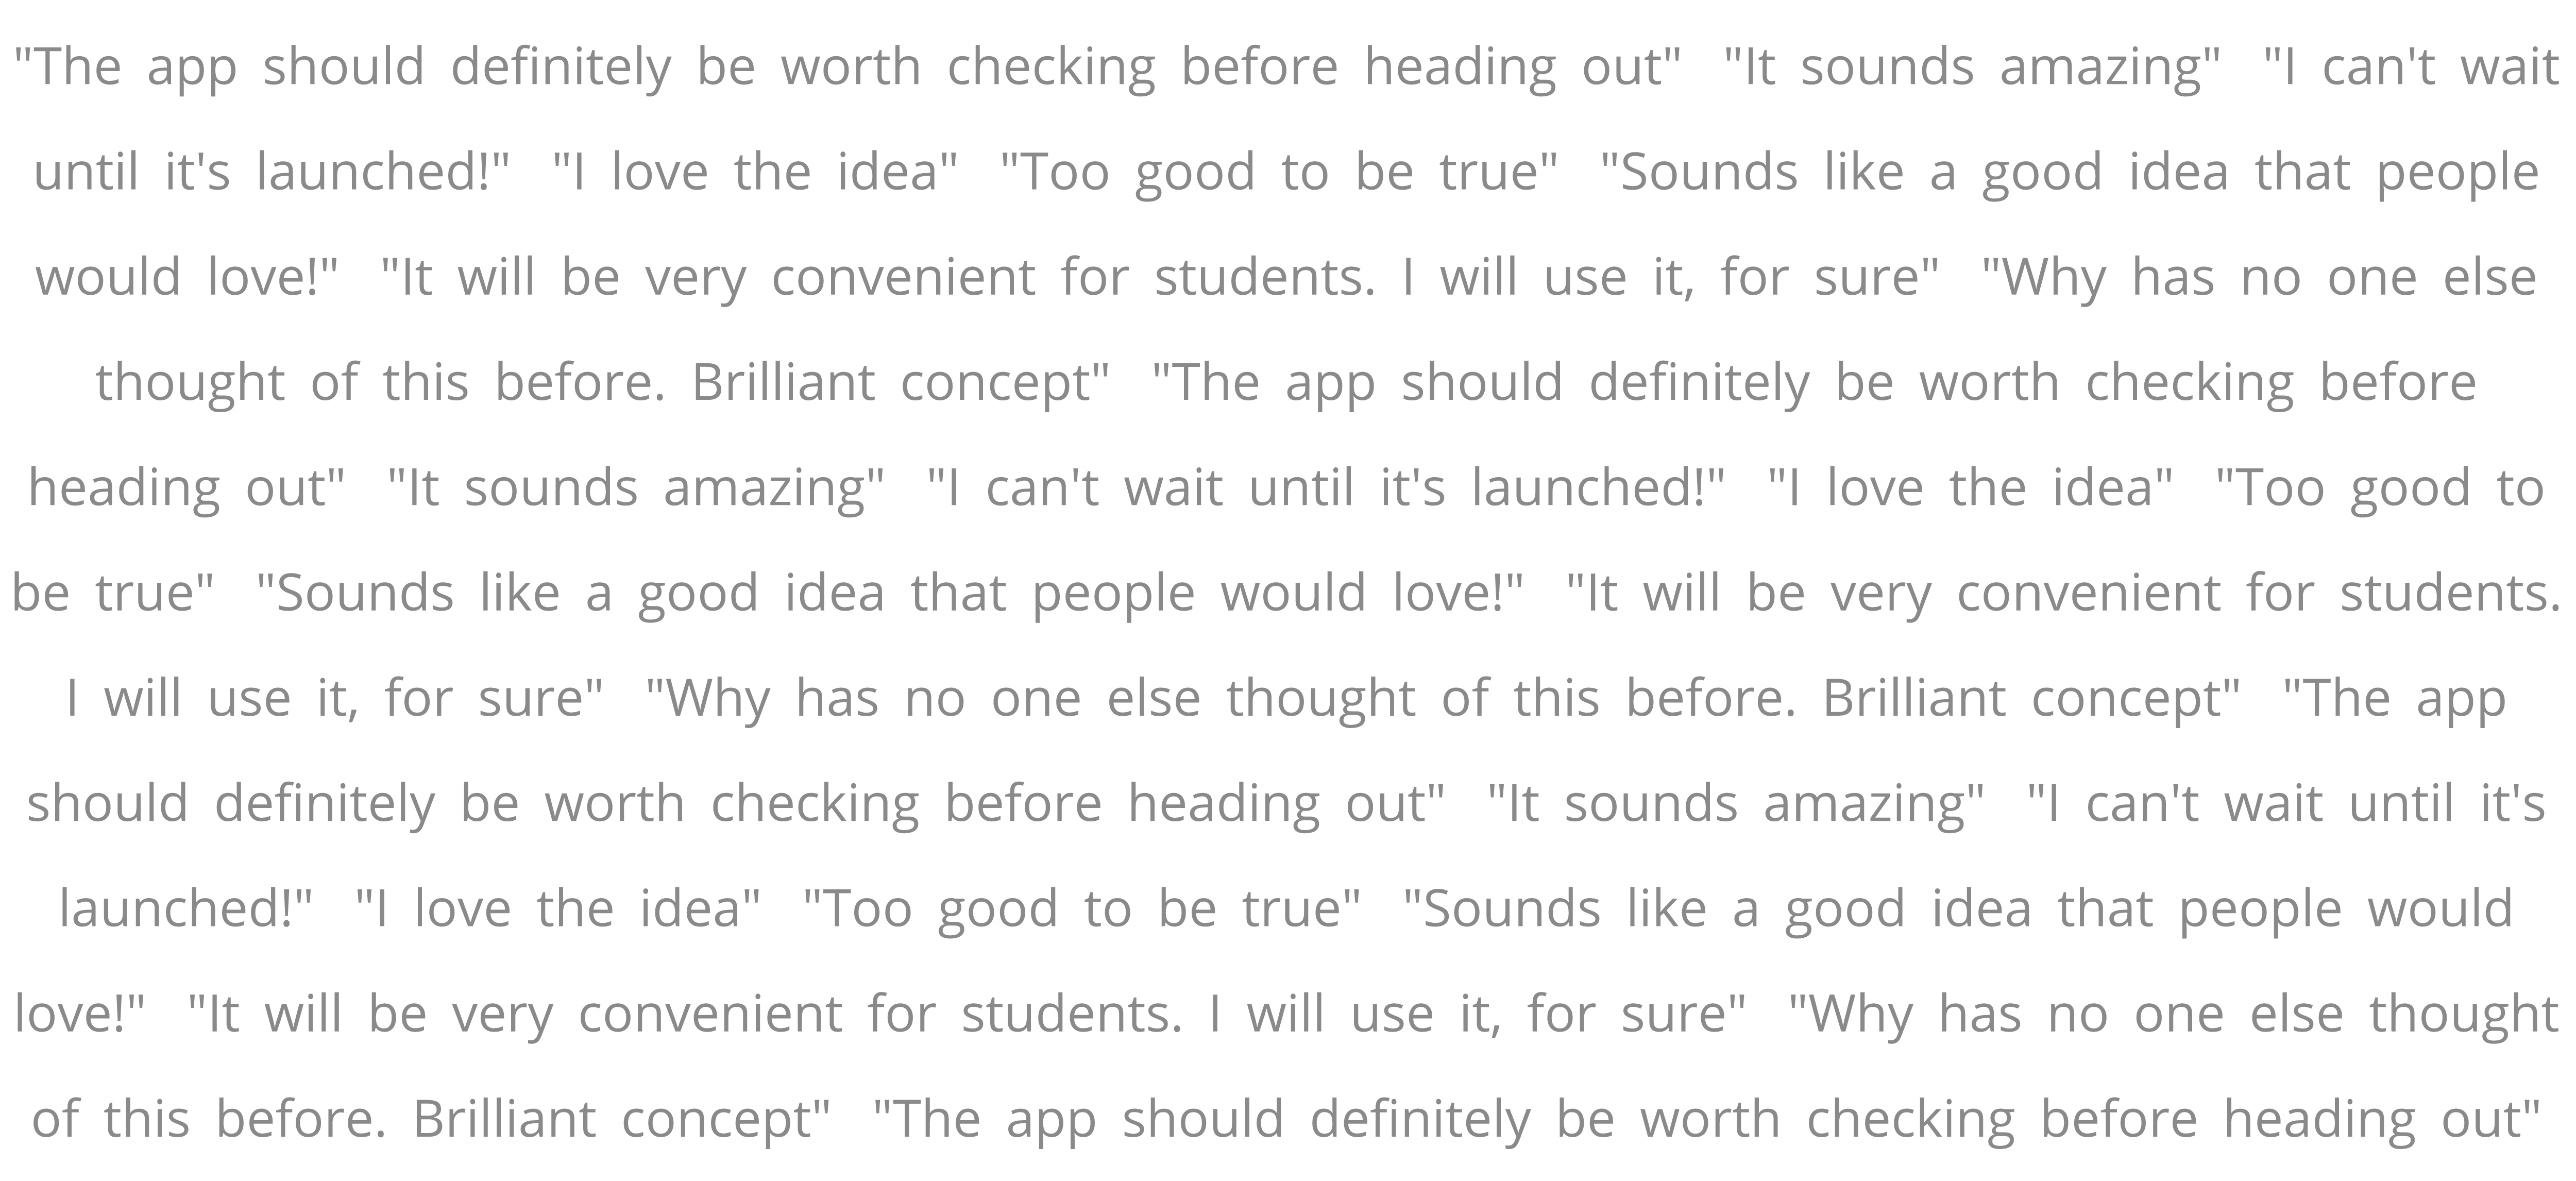 "The app should definitely be worth checking before heading out" "It sounds amazing" "I can't wait
until it's launched!" "I love the idea" "Too good to be true" "Sounds like a good idea that people
would love!" "It will be very convenient for students. I will use it, for sure" "Why has no one else
thought of this before. Brilliant concept" "The app should definitely be worth checking before
heading out" "It sounds amazing" "I can't wait until it's launched!" "I love the idea" "Too good to
be true" "Sounds like a good idea that people would love!" "It will be very convenient for students.
I will use it, for sure" "Why has no one else thought of this before. Brilliant concept" "The app
should definitely be worth checking before heading out" "It sounds amazing" "I can't wait until it's
launched!" "I love the idea" "Too good to be true" "Sounds like a good idea that people would
love!" "It will be very convenient for students. I will use it, for sure" "Why has no one else thought
of this before. Brilliant concept" "The app should definitely be worth checking before heading out"